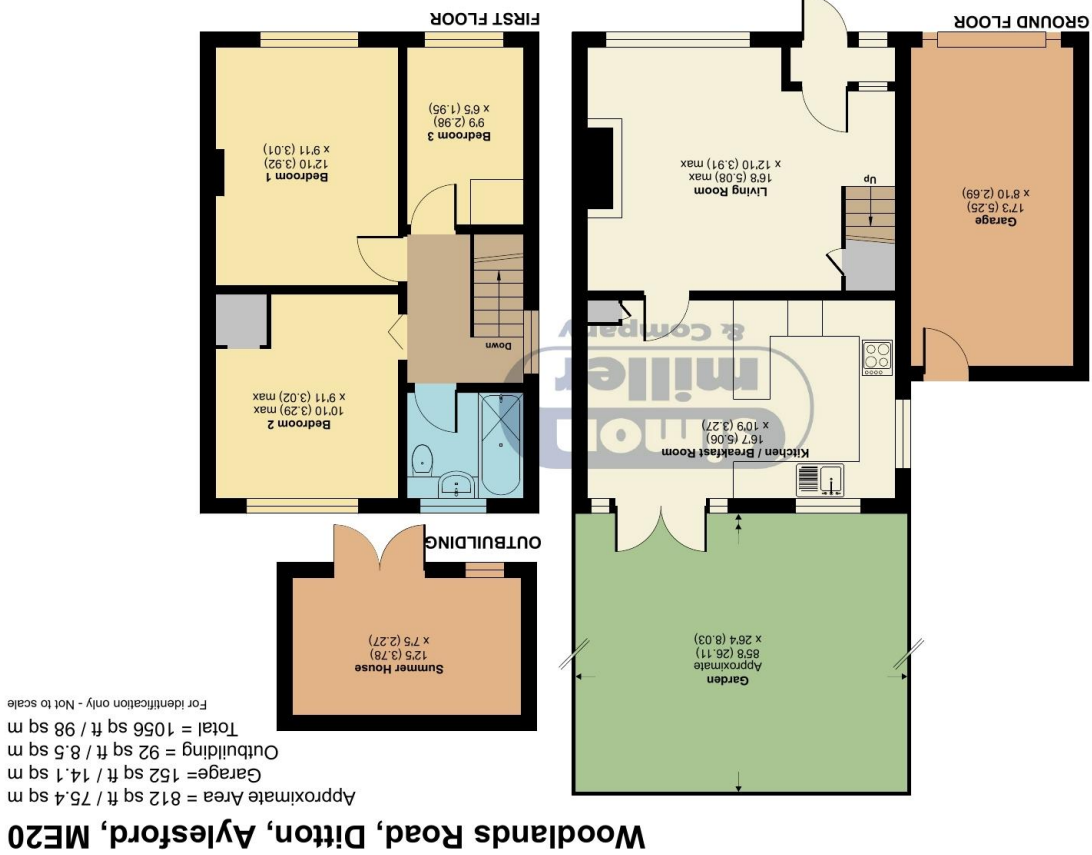 Woodlands Road, Ditton, Aylesford, ME20
Approximate Area = 812 sq ft / 75.4 sq m
Garage= 152 sq ft / 14.1 sq m
Outbuilding = 92 sq ft / 8.5 sq m
Total = 1056 sq ft / 98 sq m
For identification only - Not to scale
Garden
Approximate
85'8 (26.11)
x 26'4 (8.03)
Summer House
12'5 (3.78)
x 7'5 (2.27)
OUTBUILDING
Kitchen / Breakfast Room
16'7 (5.06)
x 10'9 (3.27)
Bedroom 2
10'10 (3.29) max
x 9'11 (3.02) max
simon
miller
& Company
Down
Garage
17'3 (5.25)
x 8'10 (2.69)
Up
Living Room
16'8 (5.08) max
x 12'10 (3.91) max
Bedroom 1
12'10 (3.92)
x 9'11 (3.01)
Bedroom 3
9'9 (2.98)
x 6'5 (1.95)
GROUND FLOOR
FIRST FLOOR